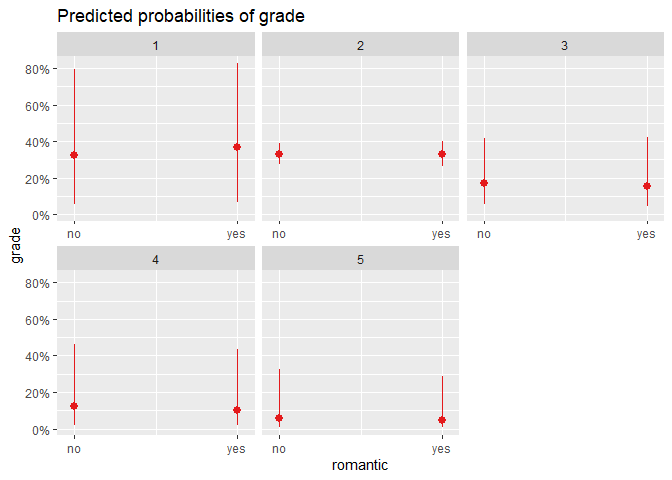 Predicted probabilities of grade
1 2 3
80%
60%
40%
20%
0%
no yes no yes no yes
grade
4 5
80%
60%
40%
20%
0%
no yes no yes
romantic